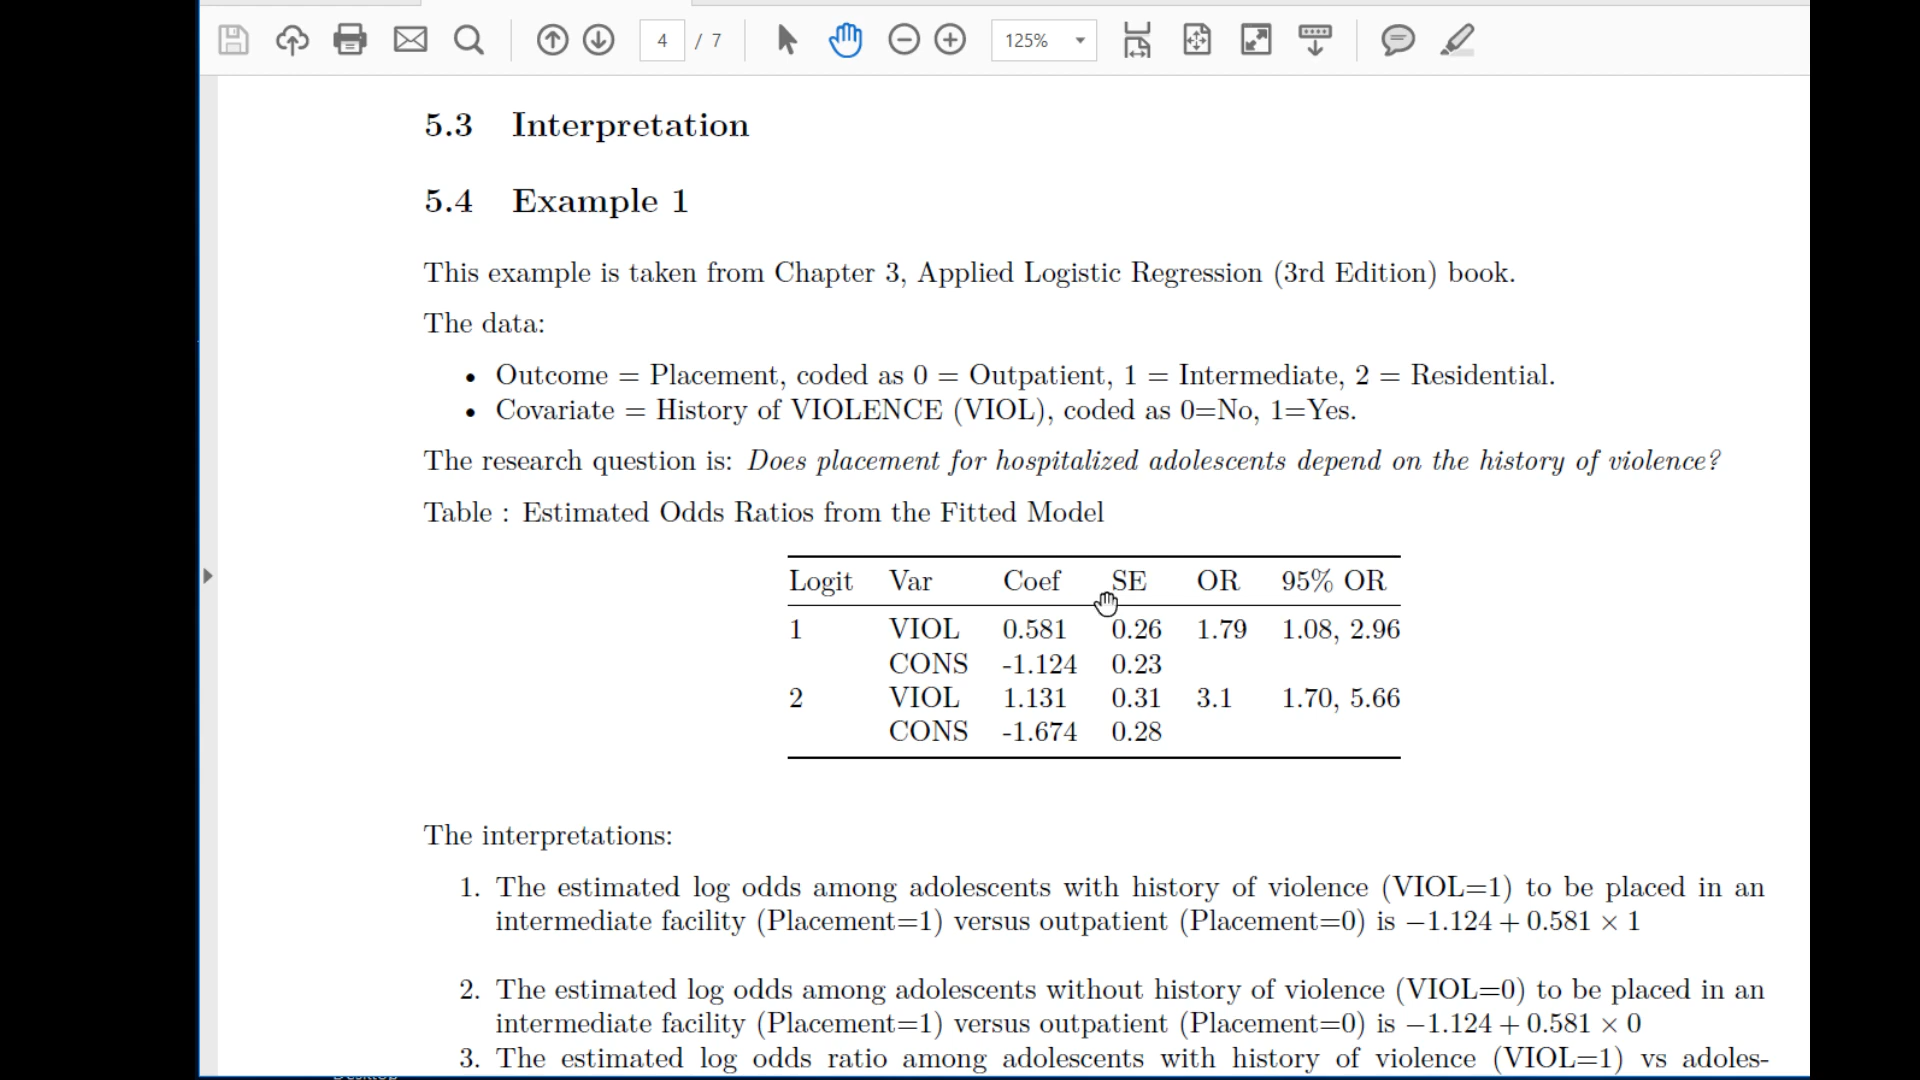 4 / 7 125%
5.3 Interpretation
5.4 Example 1
This example is taken from Chapter 3, Applied Logistic Regression (3rd Edition) book.
The data:
• Outcome = Placement, coded as 0 = Outpatient, 1 = Intermediate, 2 = Residential.
• Covariate = History of VIOLENCE (VIOL), coded as 0=No, 1=Yes.
The research question is: Does placement for hospitalized adolescents depend on the history of violence?
Table : Estimated Odds Ratios from the Fitted Model
Logit Var Coef SE OR 95% OR
1 VIOL 0.581 0.26 1.79 1.08, 2.96
CONS -1.124 0.23
2 VIOL 1.131 0.31 3.1 1.70, 5.66
CONS -1.674 0.28
The interpretations:
1. The estimated log odds among adolescents with history of violence (VIOL=1) to be placed in an
intermediate facility (Placement=1) versus outpatient (Placement=0) is −1.124 + 0.581 × 1
2. The estimated log odds among adolescents without history of violence (VIOL=0) to be placed in an
intermediate facility (Placement=1) versus outpatient (Placement=0) is −1.124 + 0.581 × 0
3. The estimated log odds ratio among adolescents with history of violence (VIOL=1) vs adoles-